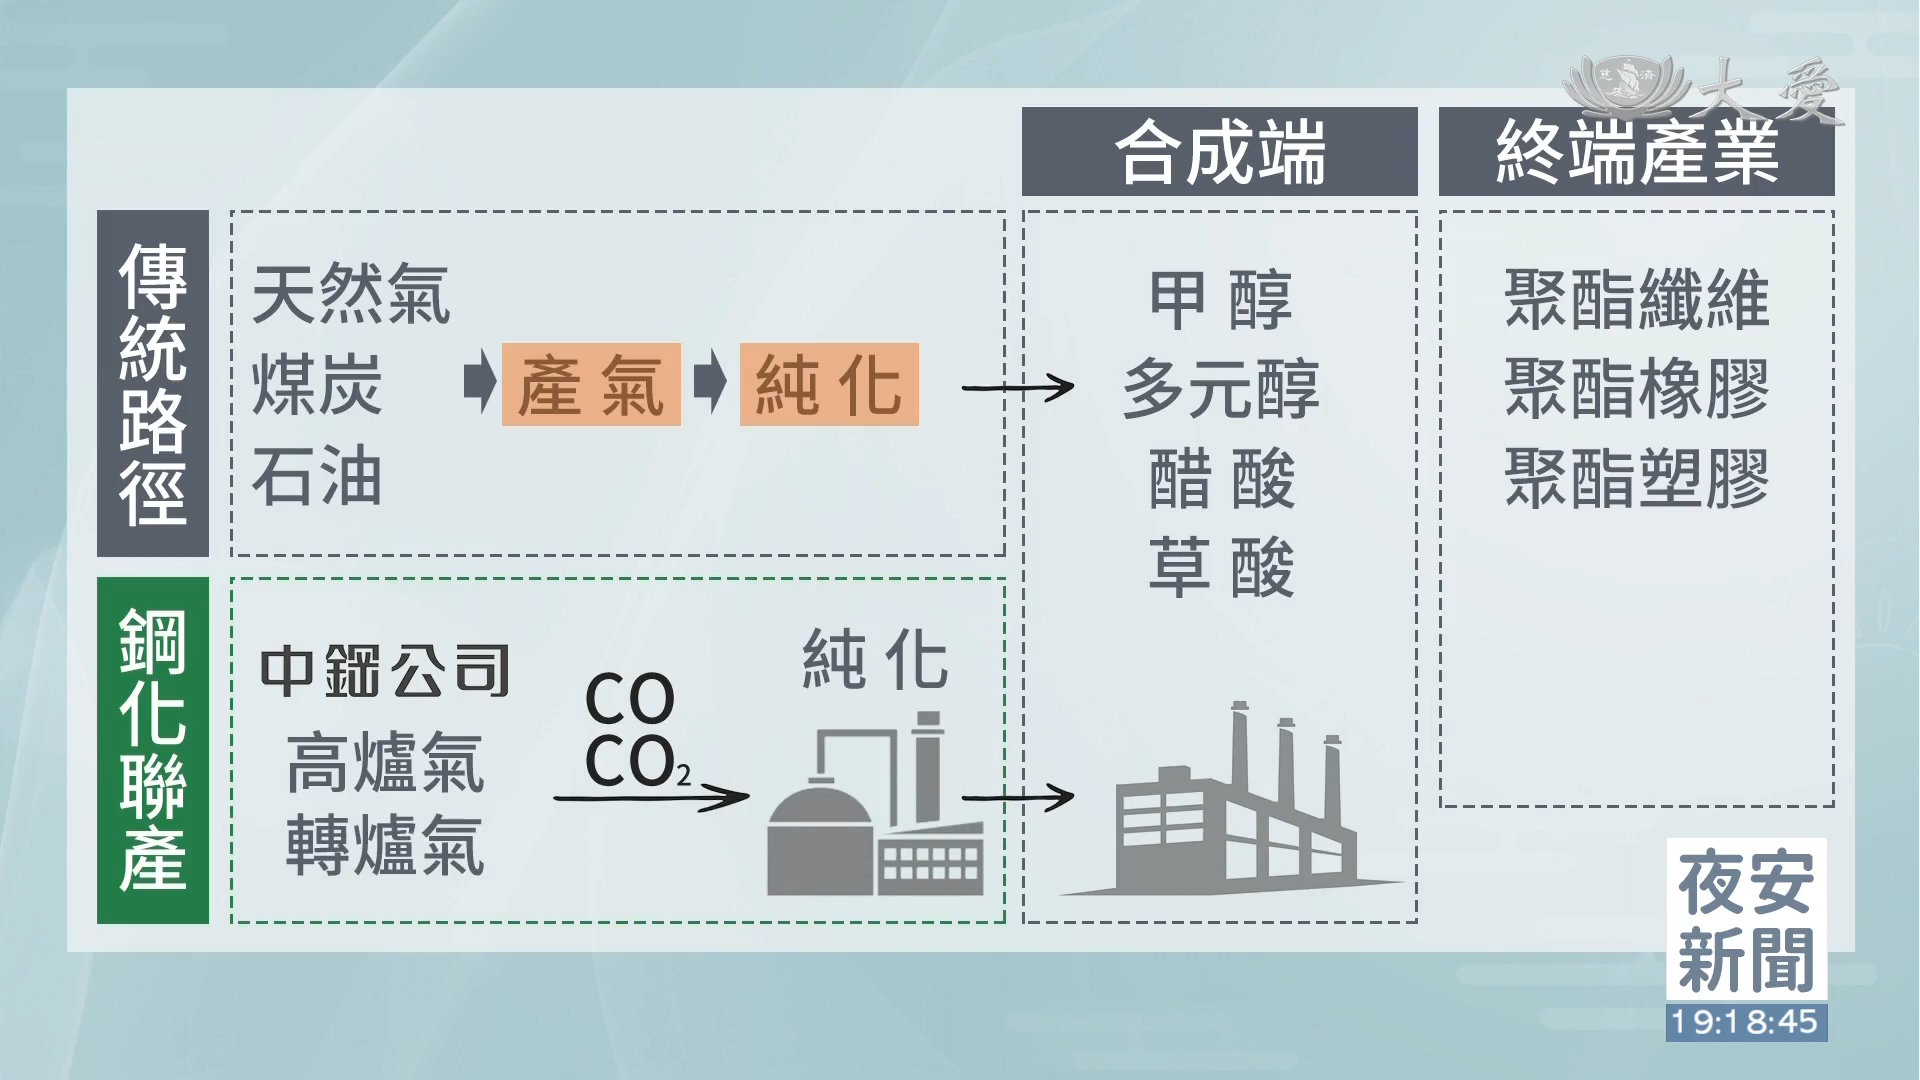 慈濟
大愛
合成端
終端產業
傳統路徑
天然氣
煤炭
石油
產氣
純化
甲醇
多元醇
醋酸
草酸
聚酯纖維
聚酯橡膠
聚酯塑膠
鋼化聯產
中鋼公司
高爐氣
轉爐氣
CO
CO₂
純化
夜安
新聞
19:18:45